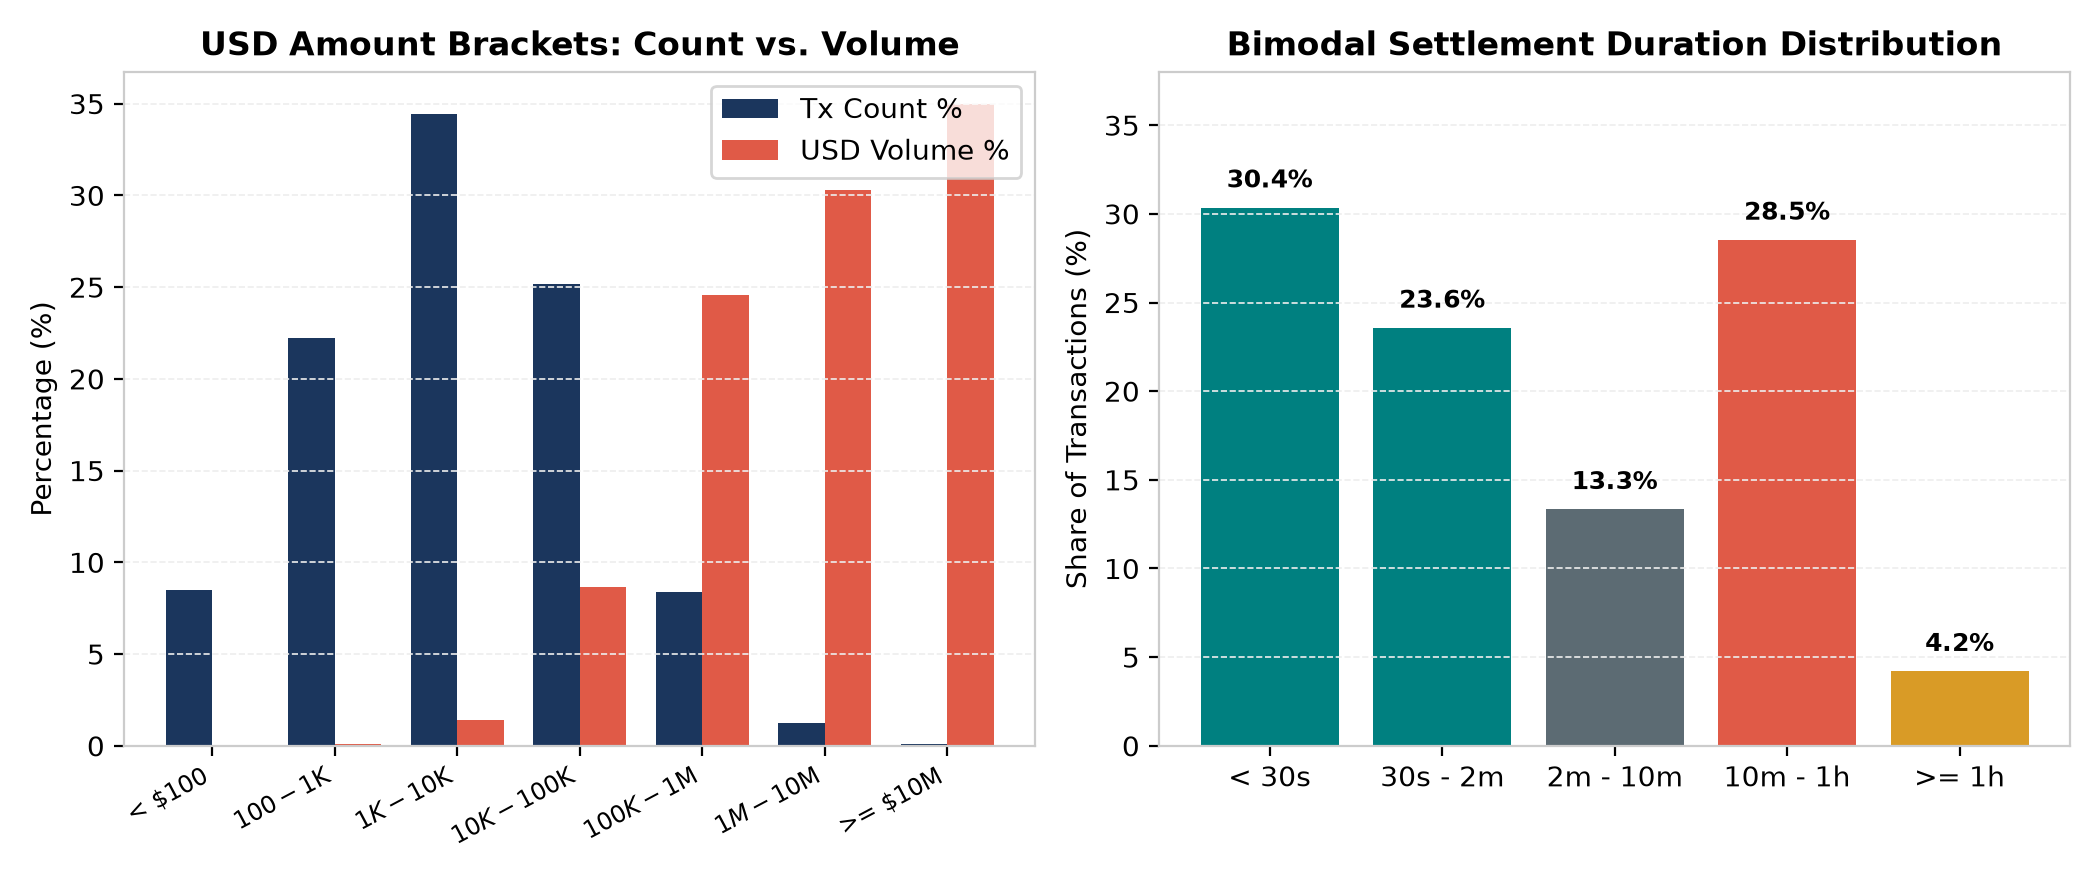 USD Amount Brackets: Count vs. Volume
Percentage (%)
35
30
25
20
15
10
5
0
Tx Count %
USD Volume %
< $100
100 − 1K
1K − 10K
10K − 100K
100K − 1M
1M − 10M
>= $10M
Bimodal Settlement Duration Distribution
Share of Transactions (%)
35
30
25
20
15
10
5
0
30.4%
23.6%
13.3%
28.5%
4.2%
< 30s
30s - 2m
2m - 10m
10m - 1h
>= 1h